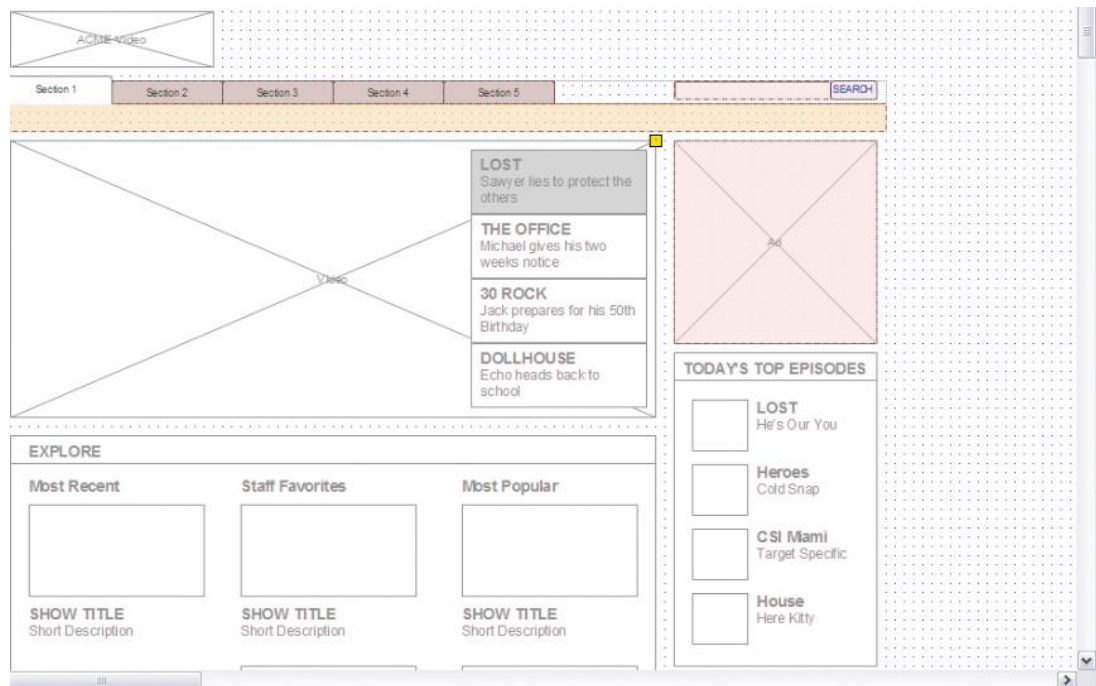 ACME Video
Section 1
Section 2
Section 3
Section 4
Section 5
SEARCH
LOST
Sawyer lies to protect the
others
THE OFFICE
Michael gives his two
weeks notice
30 ROCK
Jack prepares for his 50th
Birthday
DOLLHOUSE
Echo heads back to
school
Video
Ad
TODAY'S TOP EPISODES
LOST
He's Our You
Heroes
Cold Snap
CSI Miami
Target Specific
House
Here Kitty
EXPLORE
Most Recent
Staff Favorites
Most Popular
SHOW TITLE
Short Description
SHOW TITLE
Short Description
SHOW TITLE
Short Description